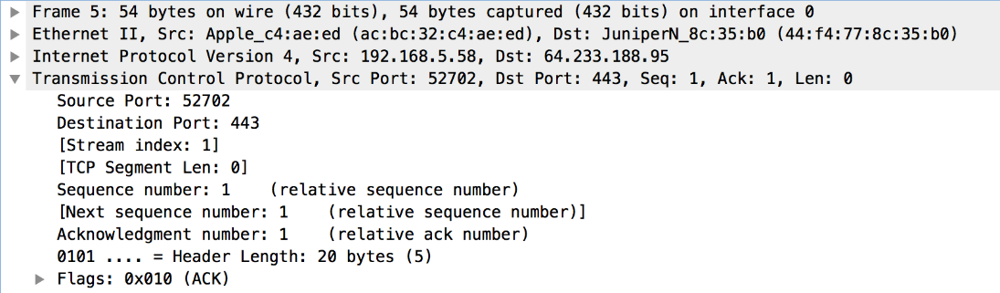 Frame 5: 54 bytes on wire (432 bits), 54 bytes captured (432 bits) on interface 0
Ethernet II, Src: Apple_c4:ae:ed (ac:bc:32:c4:ae:ed), Dst: JuniperN_8c:35:b0 (44:f4:77:8c:35:b0)
Internet Protocol Version 4, Src: 192.168.5.58, Dst: 64.233.188.95
Transmission Control Protocol, Src Port: 52702, Dst Port: 443, Seq: 1, Ack: 1, Len: 0
Source Port: 52702
Destination Port: 443
[Stream index: 1]
[TCP Segment Len: 0]
Sequence number: 1    (relative sequence number)
[Next sequence number: 1    (relative sequence number)]
Acknowledgment number: 1    (relative ack number)
0101 .... = Header Length: 20 bytes (5)
Flags: 0x010 (ACK)